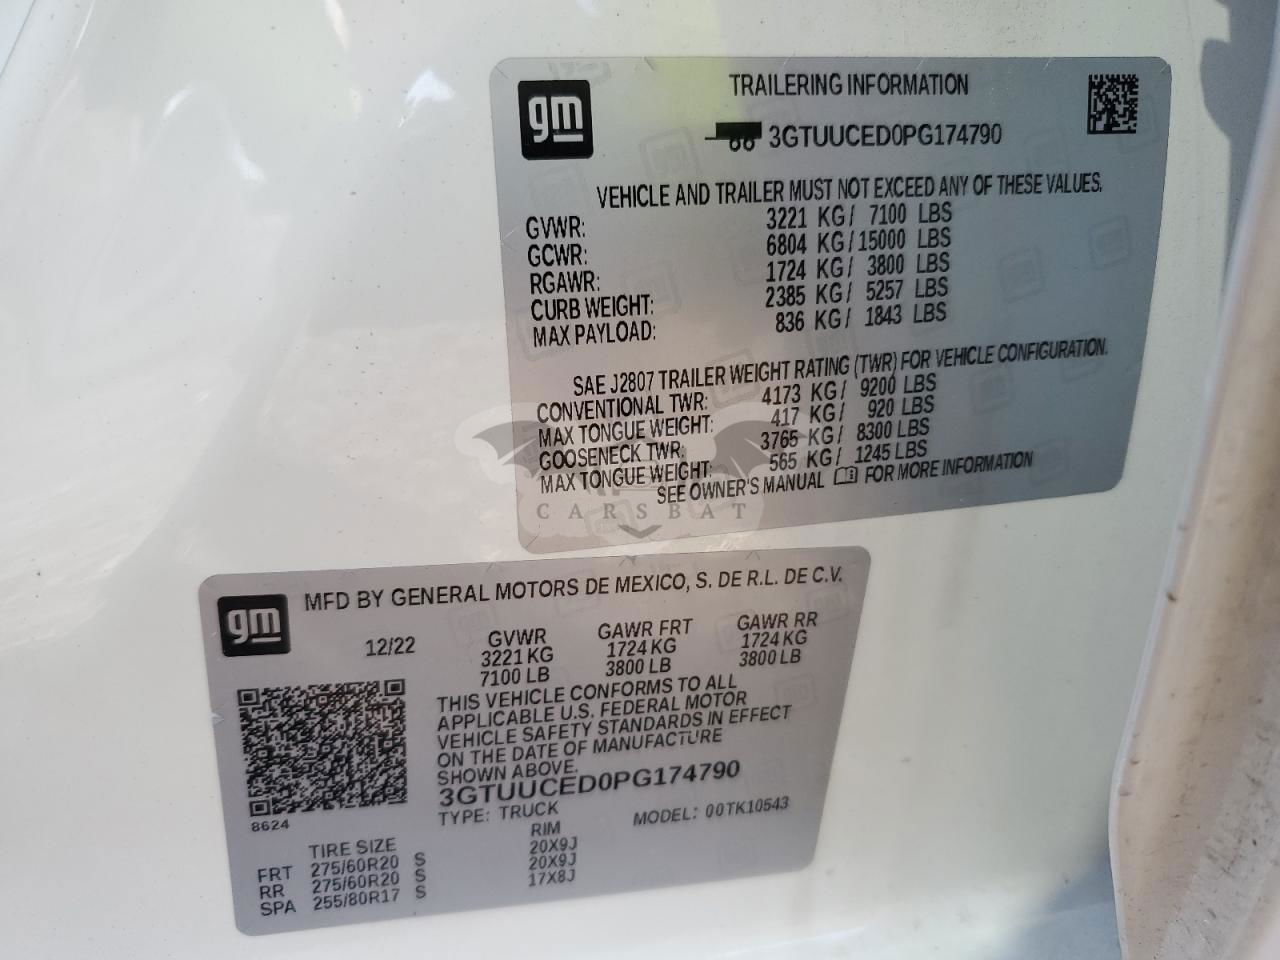 gm
TRAILERING INFORMATION
3GTUUCED0PG174790
VEHICLE AND TRAILER MUST NOT EXCEED ANY OF THESE VALUES.
GVWR: 3221 KG/ 7100 LBS
GCWR: 6804 KG/15000 LBS
RGAWR: 1724 KG/ 3800 LBS
CURB WEIGHT: 2385 KG/ 5257 LBS
MAX PAYLOAD: 836 KG/ 1843 LBS
SAE J2807 TRAILER WEIGHT RATING (TWR) FOR VEHICLE CONFIGURATION.
CONVENTIONAL TWR: 4173 KG/ 9200 LBS
MAX TONGUE WEIGHT: 417 KG/ 920 LBS
GOOSENECK TWR: 3765 KG/ 8300 LBS
MAX TONGUE WEIGHT: 565 KG/ 1245 LBS
SEE OWNER'S MANUAL FOR MORE INFORMATION
CARSBAT
gm
MFD BY GENERAL MOTORS DE MEXICO, S. DE R.L. DE C.V.
12/22 GVWR GAWR FRT GAWR RR
3221 KG 1724 KG 1724 KG
7100 LB 3800 LB 3800 LB
THIS VEHICLE CONFORMS TO ALL
APPLICABLE U.S. FEDERAL MOTOR
VEHICLE SAFETY STANDARDS IN EFFECT
ON THE DATE OF MANUFACTURE
SHOWN ABOVE.
3GTUUCED0PG174790
8624
TYPE: TRUCK MODEL: 00TK10543
TIRE SIZE RIM
FRT 275/60R20 S 20X9J
RR 275/60R20 S 20X9J
SPA 255/80R17 S 17X8J